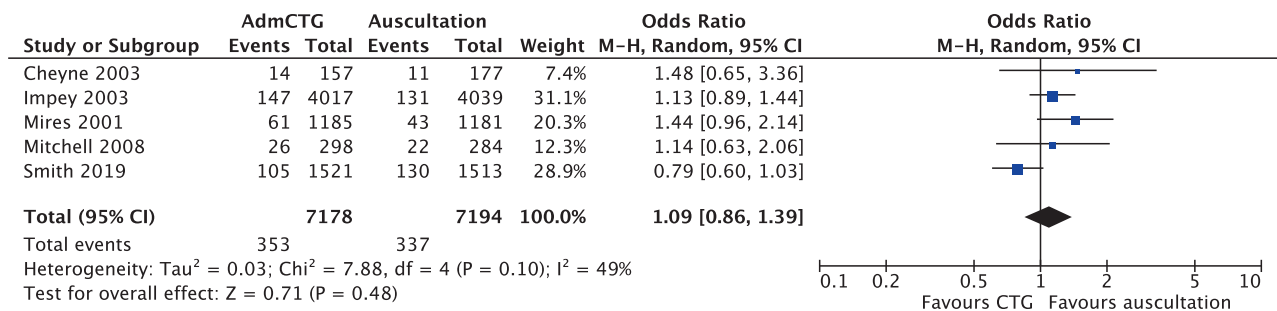 AdmCTG Auscultation Odds Ratio Odds Ratio
Study or Subgroup Events Total Events Total Weight M-H, Random, 95% CI M-H, Random, 95% CI
Cheyne 2003 14 157 11 177 7.4% 1.48 [0.65, 3.36]
Impey 2003 147 4017 131 4039 31.1% 1.13 [0.89, 1.44]
Mires 2001 61 1185 43 1181 20.3% 1.44 [0.96, 2.14]
Mitchell 2008 26 298 22 284 12.3% 1.14 [0.63, 2.06]
Smith 2019 105 1521 130 1513 28.9% 0.79 [0.60, 1.03]
Total (95% CI) 7178 7194 100.0% 1.09 [0.86, 1.39]
Total events 353 337
Heterogeneity: Tau² = 0.03; Chi² = 7.88, df = 4 (P = 0.10); I² = 49%
Test for overall effect: Z = 0.71 (P = 0.48)
0.1 0.2 0.5 1 2 5 10
Favours CTG Favours auscultation